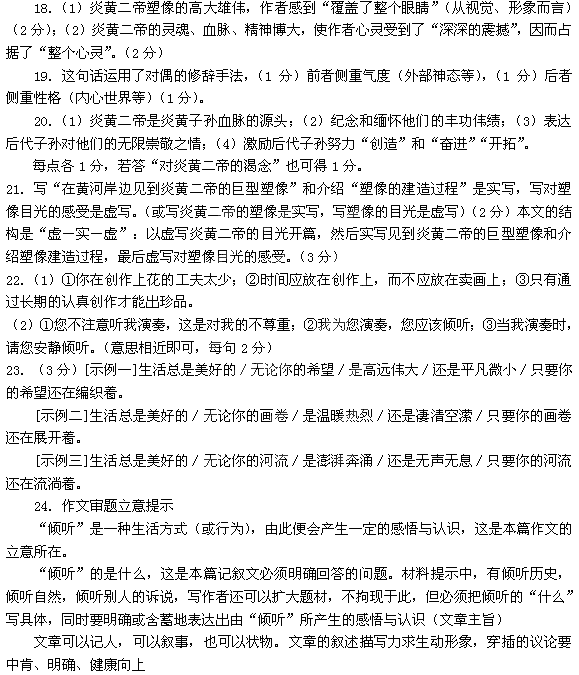 18.（1）炎黄二帝塑像的高大雄伟，作者感到“覆盖了整个眼睛”（从视觉、形象而言）
（2分）；（2）炎黄二帝的灵魂、血脉、精神博大，使作者心灵受到了“深深的震撼”，因而占
据了“整个心灵”。（2分）
19. 这句话运用了对偶的修辞手法，（1 分）前者侧重气度（外部神态等），（1 分）后者
侧重性格（内心世界等）（1分）。
20.（1）炎黄二帝是炎黄子孙血脉的源头；（2）纪念和缅怀他们的丰功伟绩；（3）表达
后代子孙对他们的无限崇敬之情；（4）激励后代子孙努力“创造”和“奋进”“开拓”。
每点各1分，若答“对炎黄二帝的渴念”也可得1分。
21. 写“在黄河岸边见到炎黄二帝的巨型塑像”和介绍“塑像的建造过程”是实写，写对塑
像目光的感受是虚写。（或写炎黄二帝的塑像是实写，写塑像的目光是虚写）（2分）本文的结
构是“虚—实—虚”：以虚写炎黄二帝的目光开篇，然后实写见到炎黄二帝的巨型塑像和介
绍塑像建造过程，最后虚写对塑像目光的感受。（3分）
22.（1）①你在创作上花的工夫太少；②时间应放在创作上，而不应放在卖画上；③只有通
过长期的认真创作才能出珍品。
（2）①您不注意听我演奏，这是对我的不尊重；②我为您演奏，您应该倾听；③当我演奏时，
请您安静倾听。（意思相近即可，每句2分）
23.（3分）[示例一]生活总是美好的／无论你的希望／是高远伟大／还是平凡微小／只要你
的希望还在编织着。
[示例二]生活总是美好的／无论你的画卷／是温暖热烈／还是凄清空濛／只要你的画卷
还在展开着。
[示例三]生活总是美好的／无论你的河流／是澎湃奔涌／还是无声无息／只要你的河流
还在流淌着。
24. 作文审题立意提示
“倾听”是一种生活方式（或行为），由此便会产生一定的感悟与认识，这是本篇作文的
立意所在。
“倾听”的是什么，这是本篇记叙文必须明确回答的问题。材料提示中，有倾听历史，
倾听自然，倾听别人的诉说，写作者还可以扩大题材，不拘现于此，但必须把倾听的“什么”
写具体，同时要明确或含蓄地表达出由“倾听”所产生的感悟与认识（文章主旨）
文章可以记人，可以叙事，也可以状物。文章的叙述描写力求生动形象，穿插的议论要
中肯、明确、健康向上